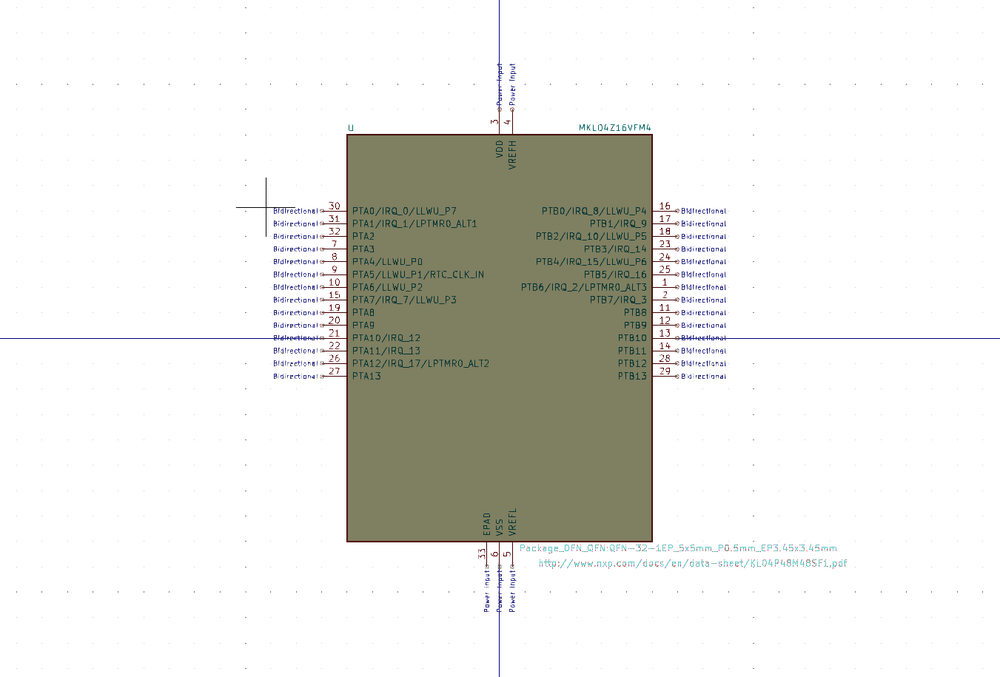 Power Input Power Input
3 4
U MKL04Z16VFM4
VDD VREFH
Bidirectional 30 PTA0/IRQ_0/LLWU_P7 PTB0/IRQ_8/LLWU_P4 16 Bidirectional
Bidirectional 31 PTA1/IRQ_1/LPTMR0_ALT1 PTB1/IRQ_9 17 Bidirectional
Bidirectional 32 PTA2 PTB2/IRQ_10/LLWU_P5 18 Bidirectional
Bidirectional 7 PTA3 PTB3/IRQ_14 23 Bidirectional
Bidirectional 8 PTA4/LLWU_P0 PTB4/IRQ_15/LLWU_P6 24 Bidirectional
Bidirectional 9 PTA5/LLWU_P1/RTC_CLK_IN PTB5/IRQ_16 25 Bidirectional
Bidirectional 10 PTA6/LLWU_P2 PTB6/IRQ_2/LPTMR0_ALT3 1 Bidirectional
Bidirectional 15 PTA7/IRQ_7/LLWU_P3 PTB7/IRQ_3 2 Bidirectional
Bidirectional 19 PTA8 PTB8 11 Bidirectional
Bidirectional 20 PTA9 PTB9 12 Bidirectional
Bidirectional 21 PTA10/IRQ_12 PTB10 13 Bidirectional
Bidirectional 22 PTA11/IRQ_13 PTB11 14 Bidirectional
Bidirectional 26 PTA12/IRQ_17/LPTMR0_ALT2 PTB12 28 Bidirectional
Bidirectional 27 PTA13 PTB13 29 Bidirectional
EPAD VSS VREFL
33 6 5
Package_DFN_QFN:QFN-32-1EP_5x5mm_P0.5mm_EP3.45x3.45mm
http://www.nxp.com/docs/en/data-sheet/KL04P48M48SF1.pdf
Power Input Power Input Power Input